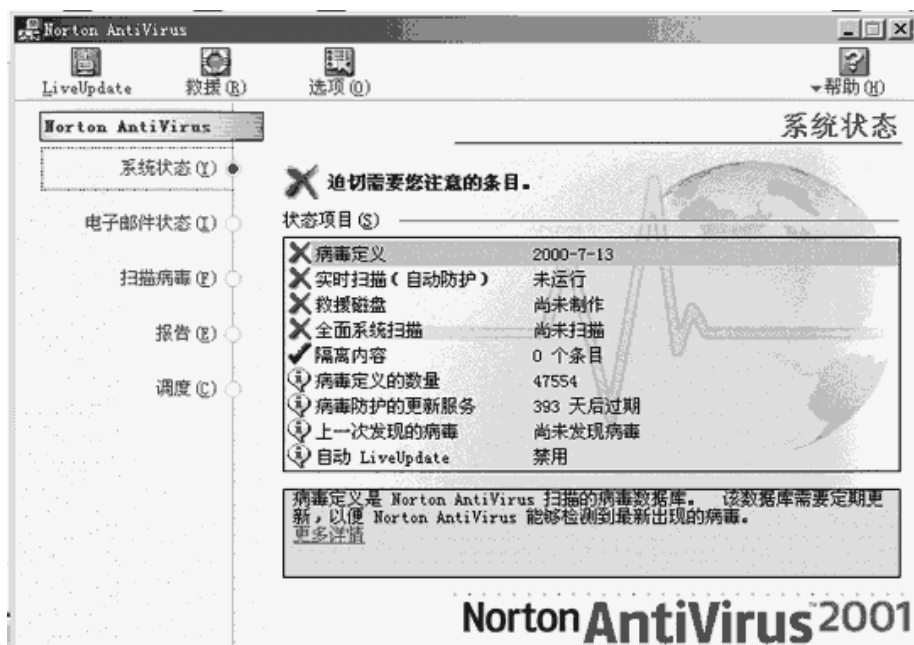 Norton AntiVirus
LiveUpdate 救援(R) 选项(O) 帮助(H)
Norton AntiVirus
系统状态(Y)
电子邮件状态(I)
扫描病毒(F)
报告(E)
调度(C)
系统状态
迫切需要您注意的条目。
状态项目(S)
病毒定义 2000-7-13
实时扫描(自动防护) 未运行
救援磁盘 尚未制作
全面系统扫描 尚未扫描
隔离内容 0 个条目
病毒定义的数量 47554
病毒防护的更新服务 393 天后过期
上一次发现的病毒 尚未发现病毒
自动 LiveUpdate 禁用
病毒定义是 Norton AntiVirus 扫描的病毒数据库。 该数据库需要定期更
新，以便 Norton AntiVirus 能够检测到最新出现的病毒。
更多详情
Norton AntiVirus™ 2001